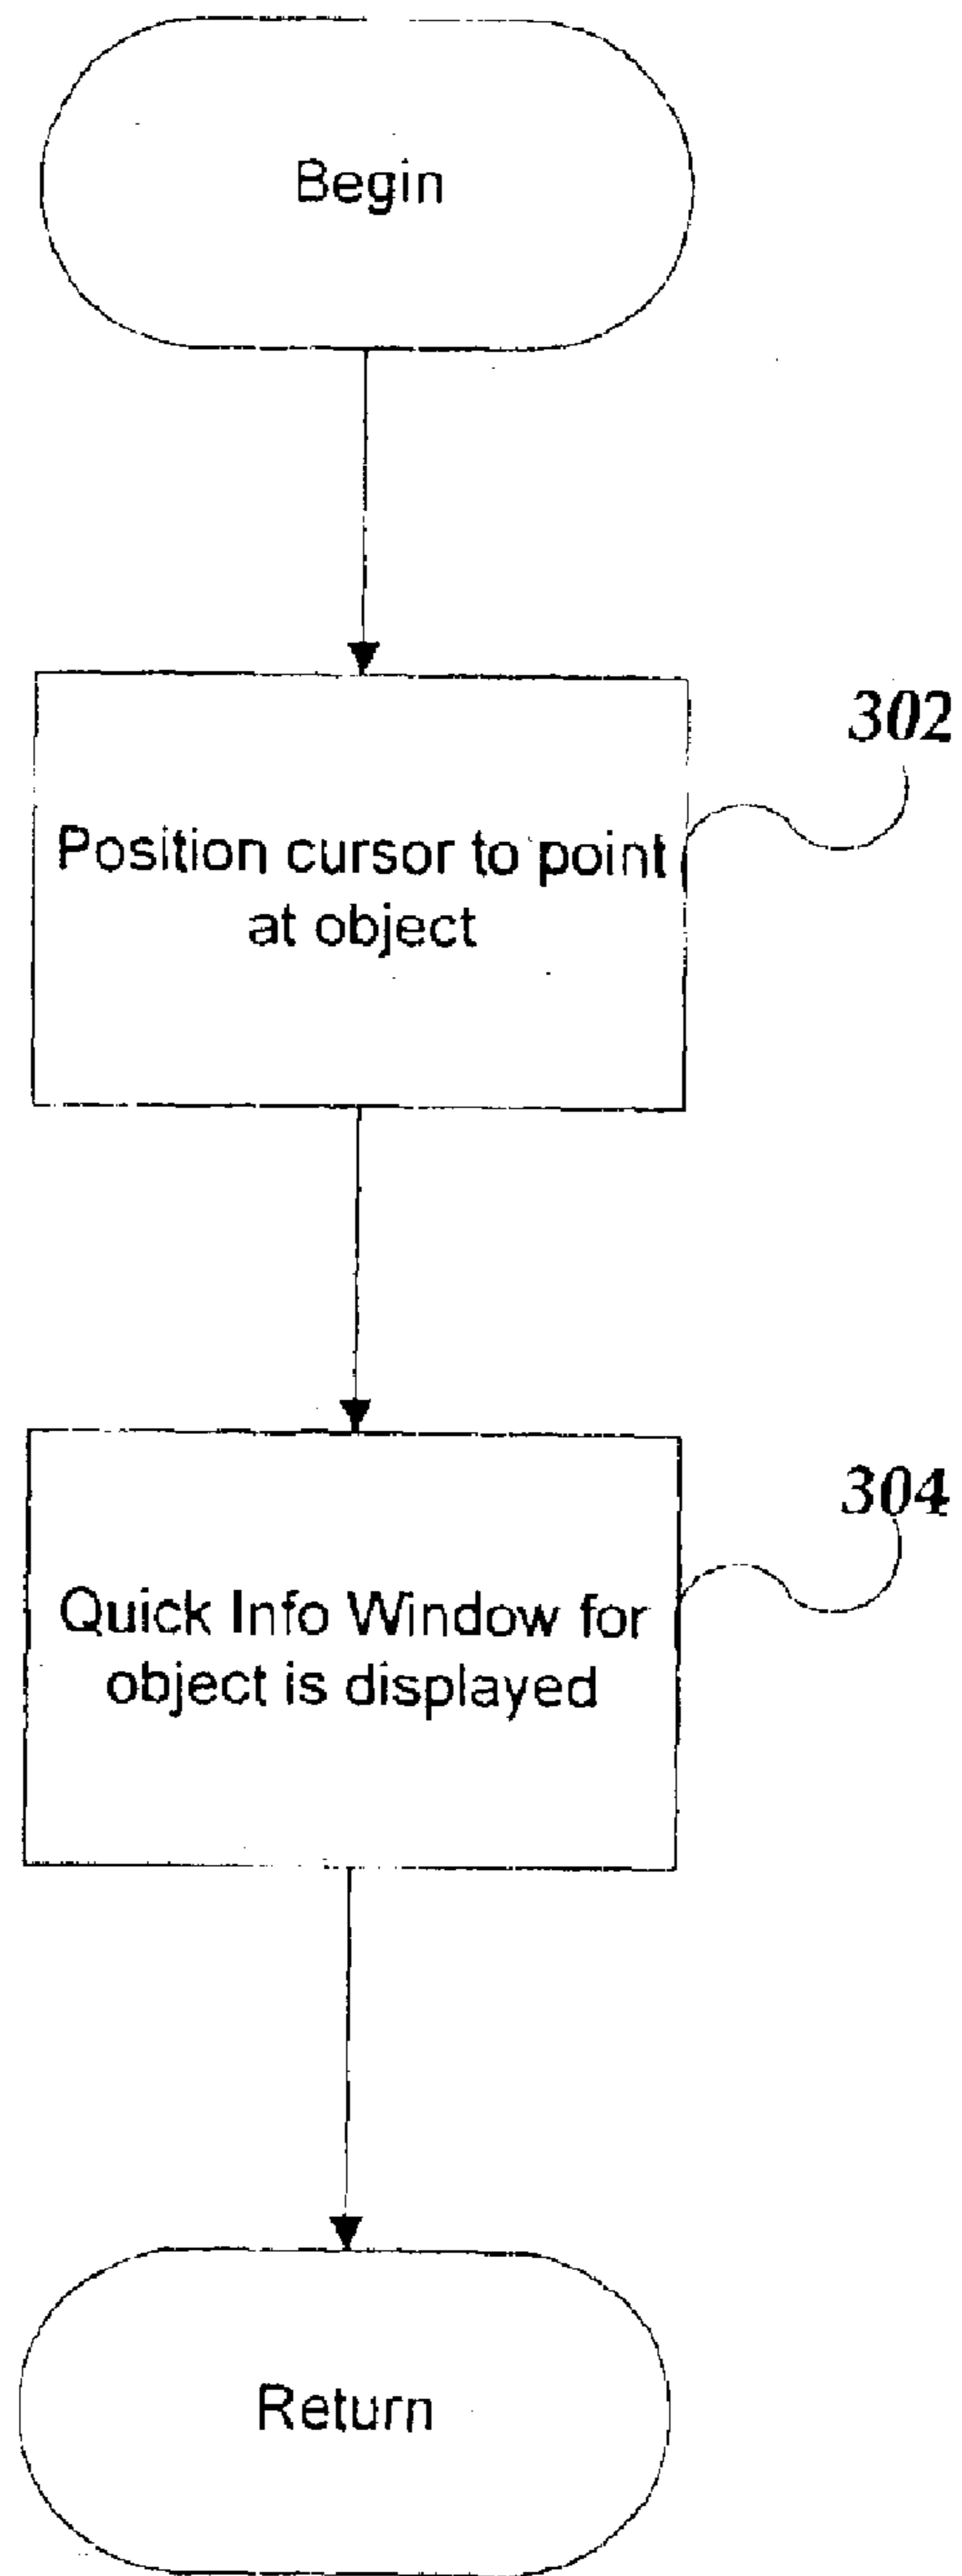 Begin
302
Position cursor to point
at object
304
Quick Info Window for
object is displayed
Return